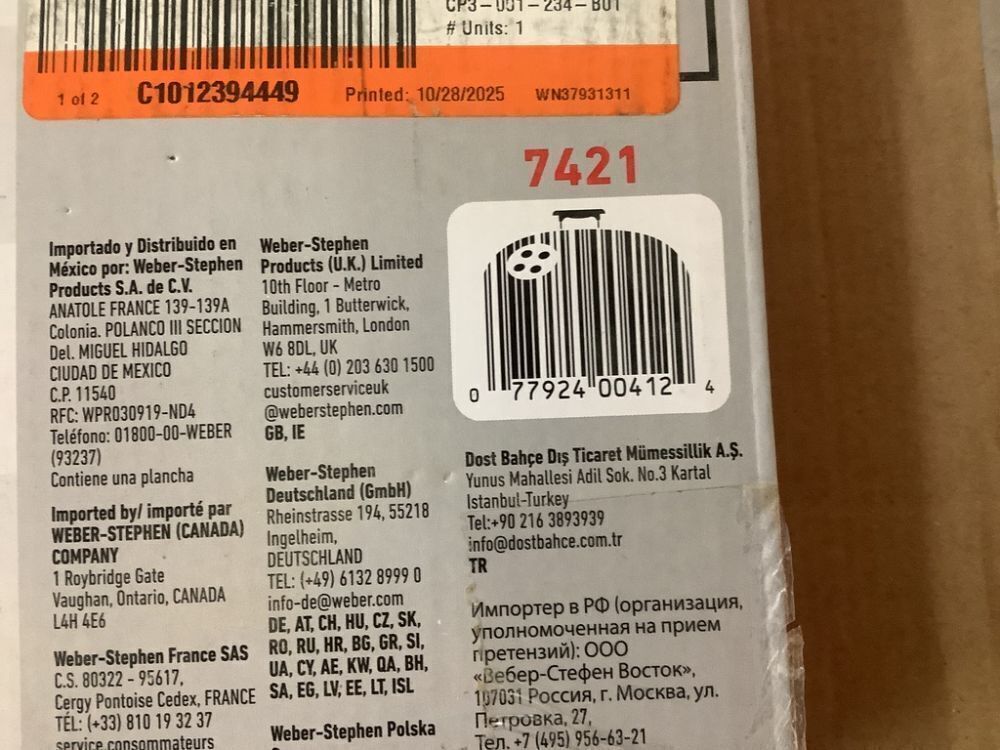 CP3-001-234-B01
# Units: 1
1 of 2
C1012394449
Printed: 10/28/2025
WN37931311
7421
0 77924 00412 4
Importado y Distribuido en
México por: Weber-Stephen
Products S.A. de C.V.
ANATOLE FRANCE 139-139A
Colonia. POLANCO III SECCION
Del. MIGUEL HIDALGO
CIUDAD DE MEXICO
C.P. 11540
RFC: WPR030919-ND4
Teléfono: 01800-00-WEBER
(93237)
Contiene una plancha
Imported by/ importé par
WEBER-STEPHEN (CANADA)
COMPANY
1 Roybridge Gate
Vaughan, Ontario, CANADA
L4H 4E6
Weber-Stephen France SAS
C.S. 80322 - 95617,
Cergy Pontoise Cedex, FRANCE
TÉL: (+33) 810 19 32 37
service consommateurs
Weber-Stephen
Products (U.K.) Limited
10th Floor - Metro
Building, 1 Butterwick,
Hammersmith, London
W6 8DL, UK
TEL: +44 (0) 203 630 1500
customerserviceuk
@weberstephen.com
GB, IE
Weber-Stephen
Deutschland (GmbH)
Rheinstrasse 194, 55218
Ingelheim,
DEUTSCHLAND
TEL: (+49) 6132 8999 0
info-de@weber.com
DE, AT, CH, HU, CZ, SK,
RO, RU, HR, BG, GR, SI,
UA, CY, AE, KW, QA, BH,
SA, EG, LV, EE, LT, ISL
Weber-Stephen Polska
Dost Bahçe Dış Ticaret Mümessillik A.Ş.
Yunus Mahallesi Adil Sok. No.3 Kartal
Istanbul-Turkey
Tel:+90 216 3893939
info@dostbahce.com.tr
TR
Импортер в РФ (организация,
уполномоченная на прием
претензий): ООО
«Вебер-Стефен Восток»,
107031 Россия, г. Москва, ул.
Петровка, 27,
Тел. +7 (495) 956-63-21